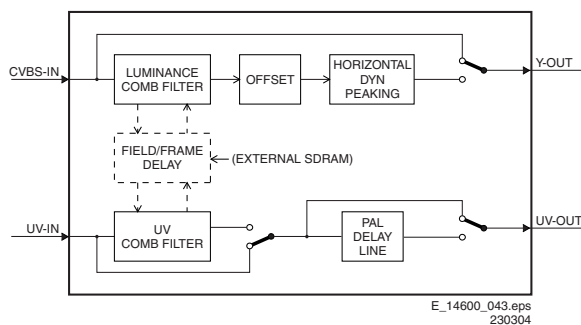 CVBS-IN
LUMINANCE
COMB FILTER
OFFSET
HORIZONTAL
DYN
PEAKING
Y-OUT
FIELD/FRAME
DELAY
(EXTERNAL SDRAM)
UV-IN
UV
COMB FILTER
PAL
DELAY
LINE
UV-OUT
E_14600_043.eps
230304